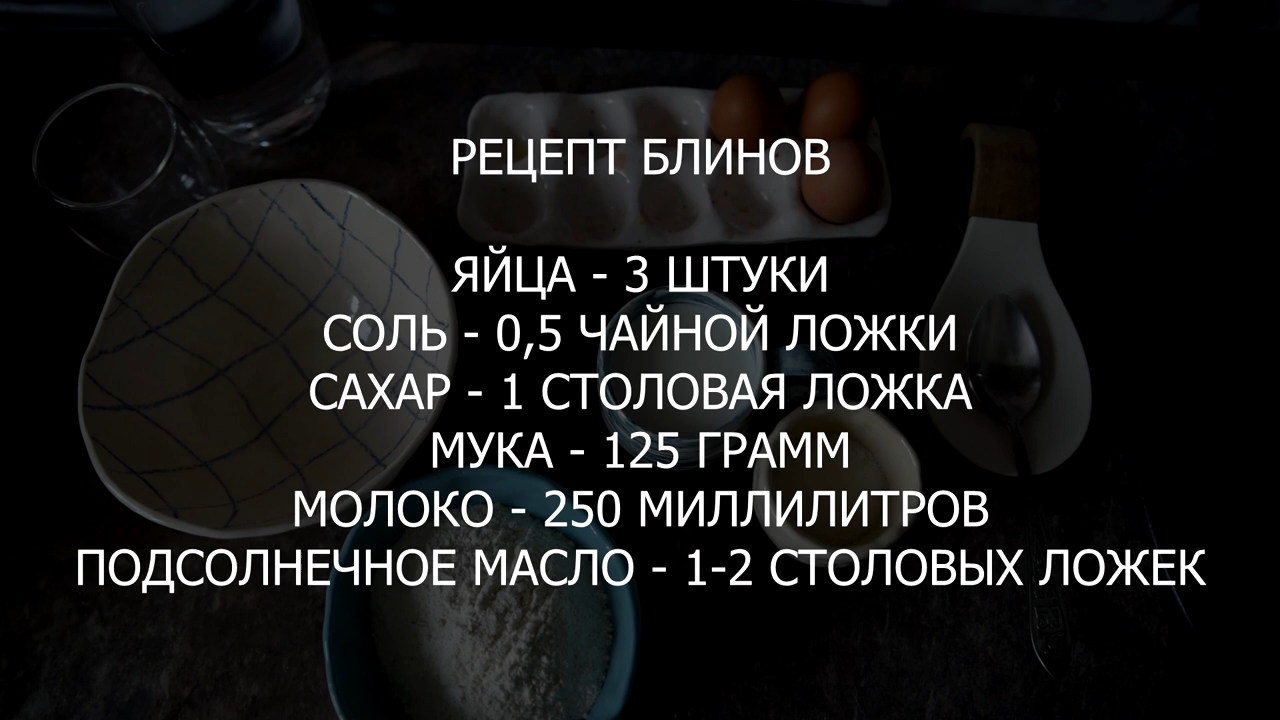 РЕЦЕПТ БЛИНОВ
ЯЙЦА - 3 ШТУКИ
СОЛЬ - 0,5 ЧАЙНОЙ ЛОЖКИ
САХАР - 1 СТОЛОВАЯ ЛОЖКА
МУКА - 125 ГРАММ
МОЛОКО - 250 МИЛЛИЛИТРОВ
ПОДСОЛНЕЧНОЕ МАСЛО - 1-2 СТОЛОВЫХ ЛОЖЕК